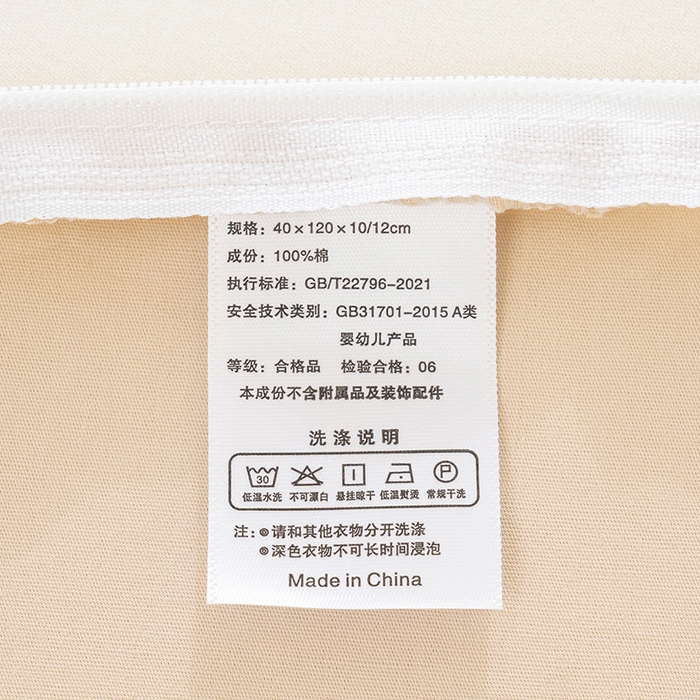 规格：40×120×10/12cm
成份：100%棉
执行标准：GB/T22796-2021
安全技术类别：GB31701-2015 A类
婴幼儿产品
等级：合格品 检验合格：06
本成份不含附属品及装饰配件
洗涤说明
30 P
低温水洗 不可漂白 悬挂晾干 低温熨烫 常规干洗
注：⊙请和其他衣物分开洗涤
⊙深色衣物不可长时间浸泡
Made in China